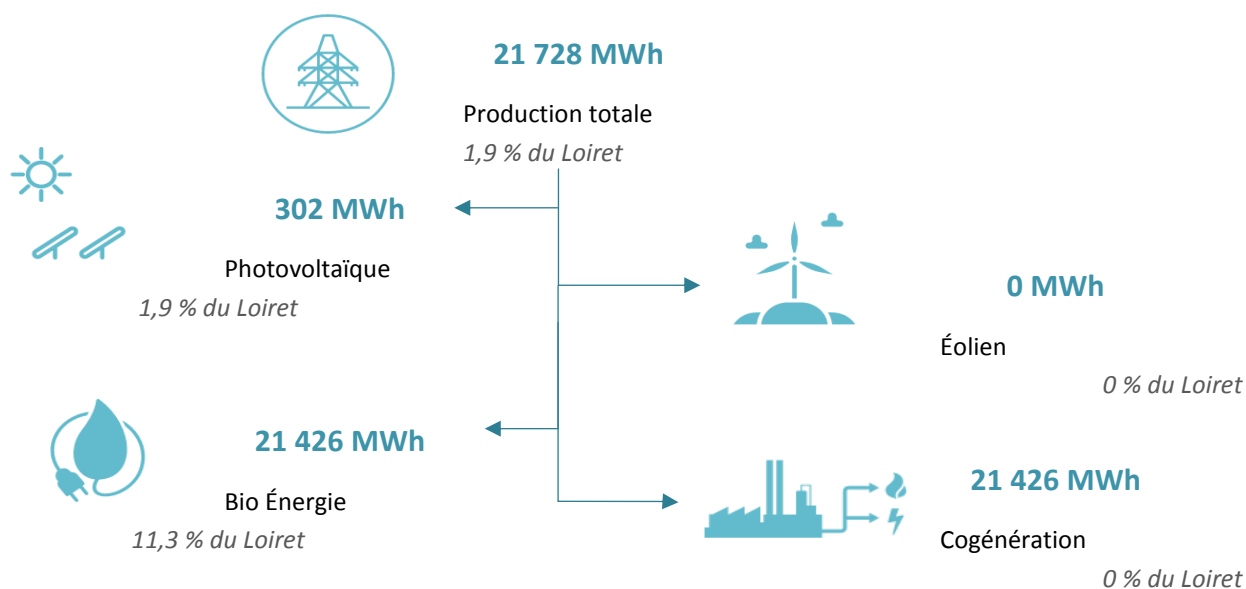 21 728 MWh
Production totale
1,9 % du Loiret
302 MWh
Photovoltaïque
1,9 % du Loiret
0 MWh
Éolien
0 % du Loiret
21 426 MWh
Bio Énergie
11,3 % du Loiret
21 426 MWh
Cogénération
0 % du Loiret